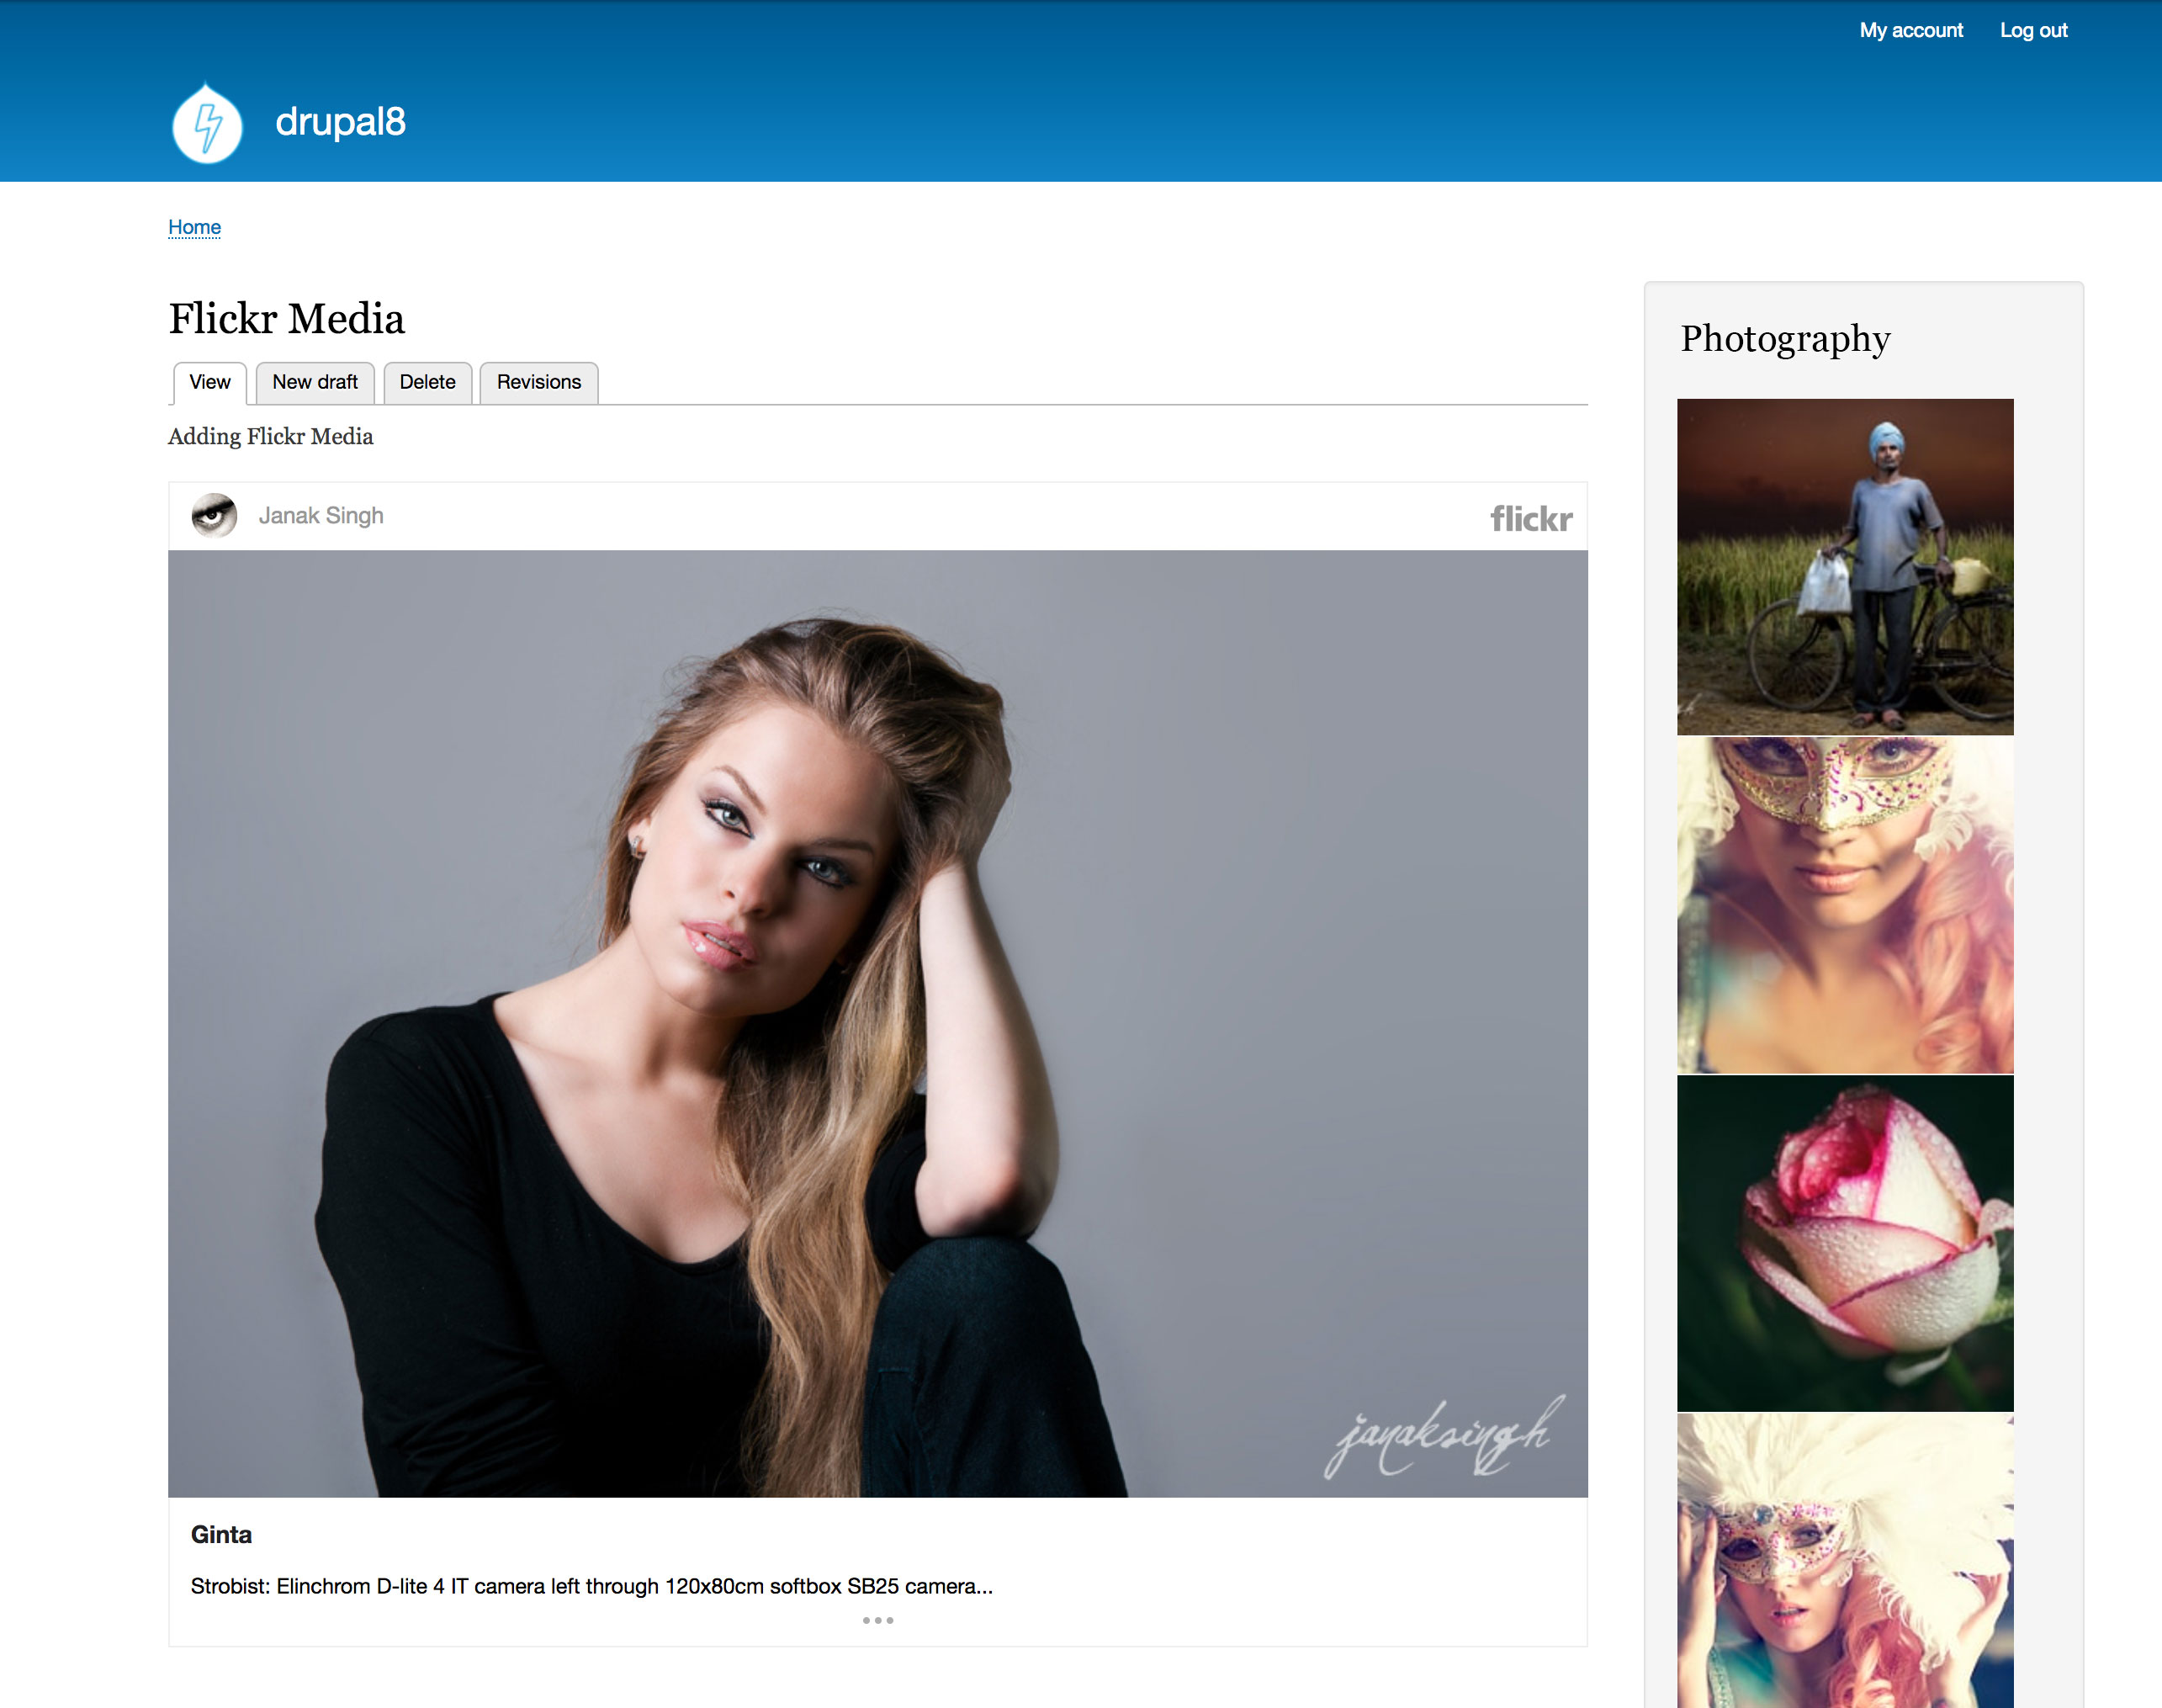 My account Log out
drupal8
Home
Flickr Media
View New draft Delete Revisions
Adding Flickr Media
Janak Singh flickr
janaksingh
Ginta
Strobist: Elinchrom D-lite 4 IT camera left through 120x80cm softbox SB25 camera...
Photography